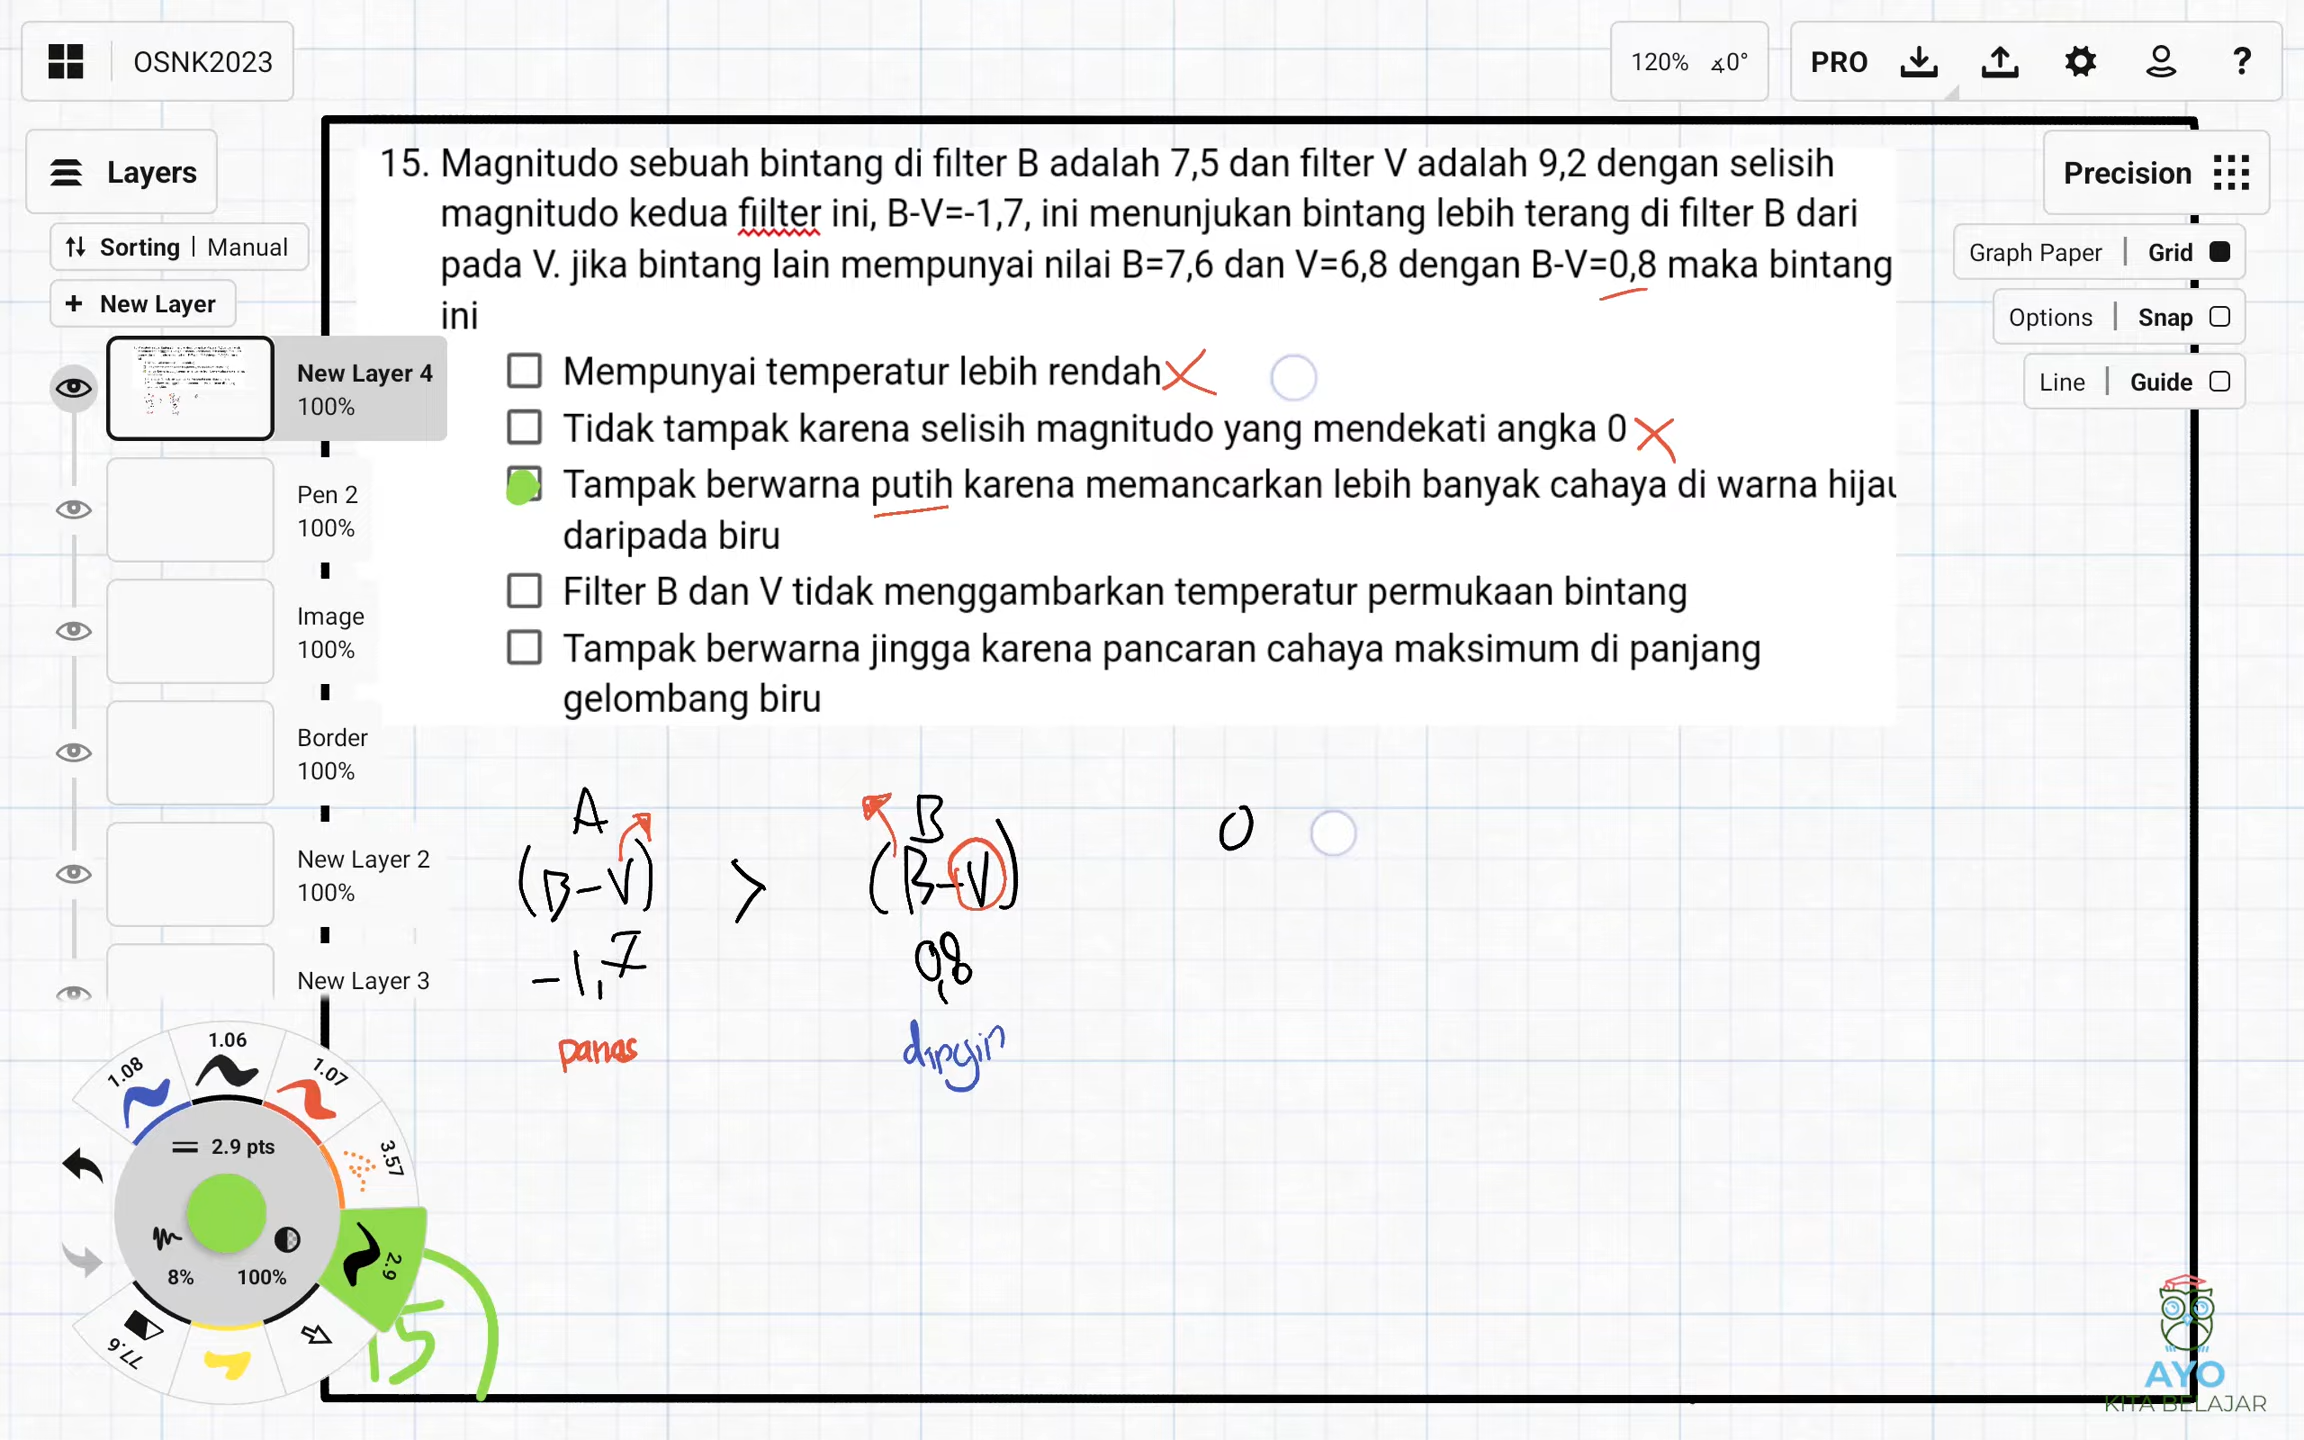 OSNK2023
120% ∡0°
PRO
?
Layers
Precision
Sorting | Manual
Graph Paper | Grid
+ New Layer
Options | Snap
Line | Guide
New Layer 4
100%
Pen 2
100%
Image
100%
Border
100%
New Layer 2
100%
New Layer 3
15. Magnitudo sebuah bintang di filter B adalah 7,5 dan filter V adalah 9,2 dengan selisih
magnitudo kedua fiilter ini, B-V=-1,7, ini menunjukan bintang lebih terang di filter B dari
pada V. jika bintang lain mempunyai nilai B=7,6 dan V=6,8 dengan B-V=0,8 maka bintang
ini
Mempunyai temperatur lebih rendah
Tidak tampak karena selisih magnitudo yang mendekati angka 0
Tampak berwarna putih karena memancarkan lebih banyak cahaya di warna hijau
daripada biru
Filter B dan V tidak menggambarkan temperatur permukaan bintang
Tampak berwarna jingga karena pancaran cahaya maksimum di panjang
gelombang biru
A B 0
(B-V) > (B-V)
-1,7 0,8
panas dingin
1.08
1.06
1.07
3.57
2.9 pts
8% 100%
2.9
77.6
15)
AYO
KITA BELAJAR